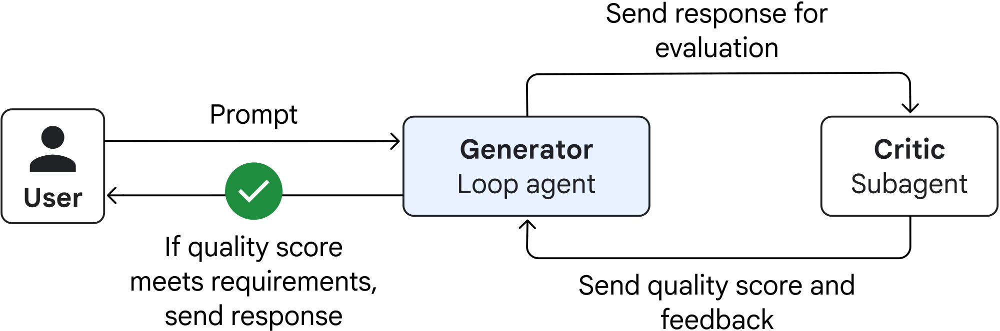 Send response for
evaluation
Prompt
User
Generator
Loop agent
Critic
Subagent
If quality score
meets requirements,
send response
Send quality score and
feedback